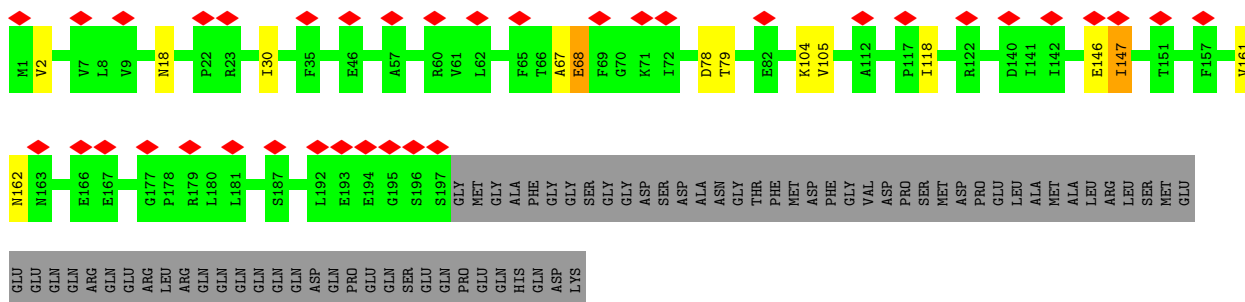 M1 V2 V7 L8 V9 N18 P22 R23 I30 F35 E46 A57 R60 V61 L62 F65 T66 A67 E68 F69 G70 K71 I72 D78 T79 E82 K104 V105 A112 P117 I118 R122 D140 I141 I142 E146 I147 T151 F157 V161
N162 N163 E166 E167 G177 P178 R179 L180 L181 S187 L192 E193 E194 G195 S196 S197 GLY MET GLY ALA PHE GLY GLY SER GLY GLY ASP SER ASP ALA ASN GLY THR PHE MET ASP PHE GLY VAL ASP PRO SER MET ASP PRO GLU LEU ALA MET ALA LEU ARG LEU SER MET GLU
GLU GLU GLN GLN ARG GLN GLU ARG LEU ARG GLN GLN GLN GLN GLN ASP GLN PRO GLU GLN SER GLU GLN PRO GLU GLN HIS GLN ASP LYS